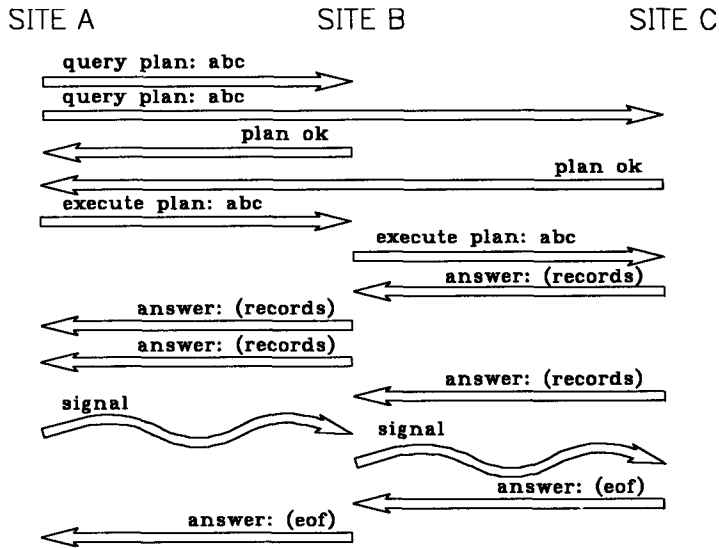 SITE A SITE B SITE C
query plan: abc
query plan: abc
plan ok
plan ok
execute plan: abc
execute plan: abc
answer: (records)
answer: (records)
answer: (records)
answer: (records)
signal
signal
answer: (eof)
answer: (eof)